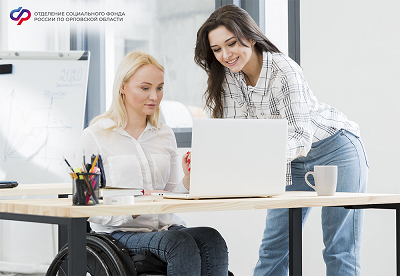 ОТДЕЛЕНИЕ СОЦИАЛЬНОГО ФОНДА
РОССИИ ПО ОРЛОВСКОЙ ОБЛАСТИ